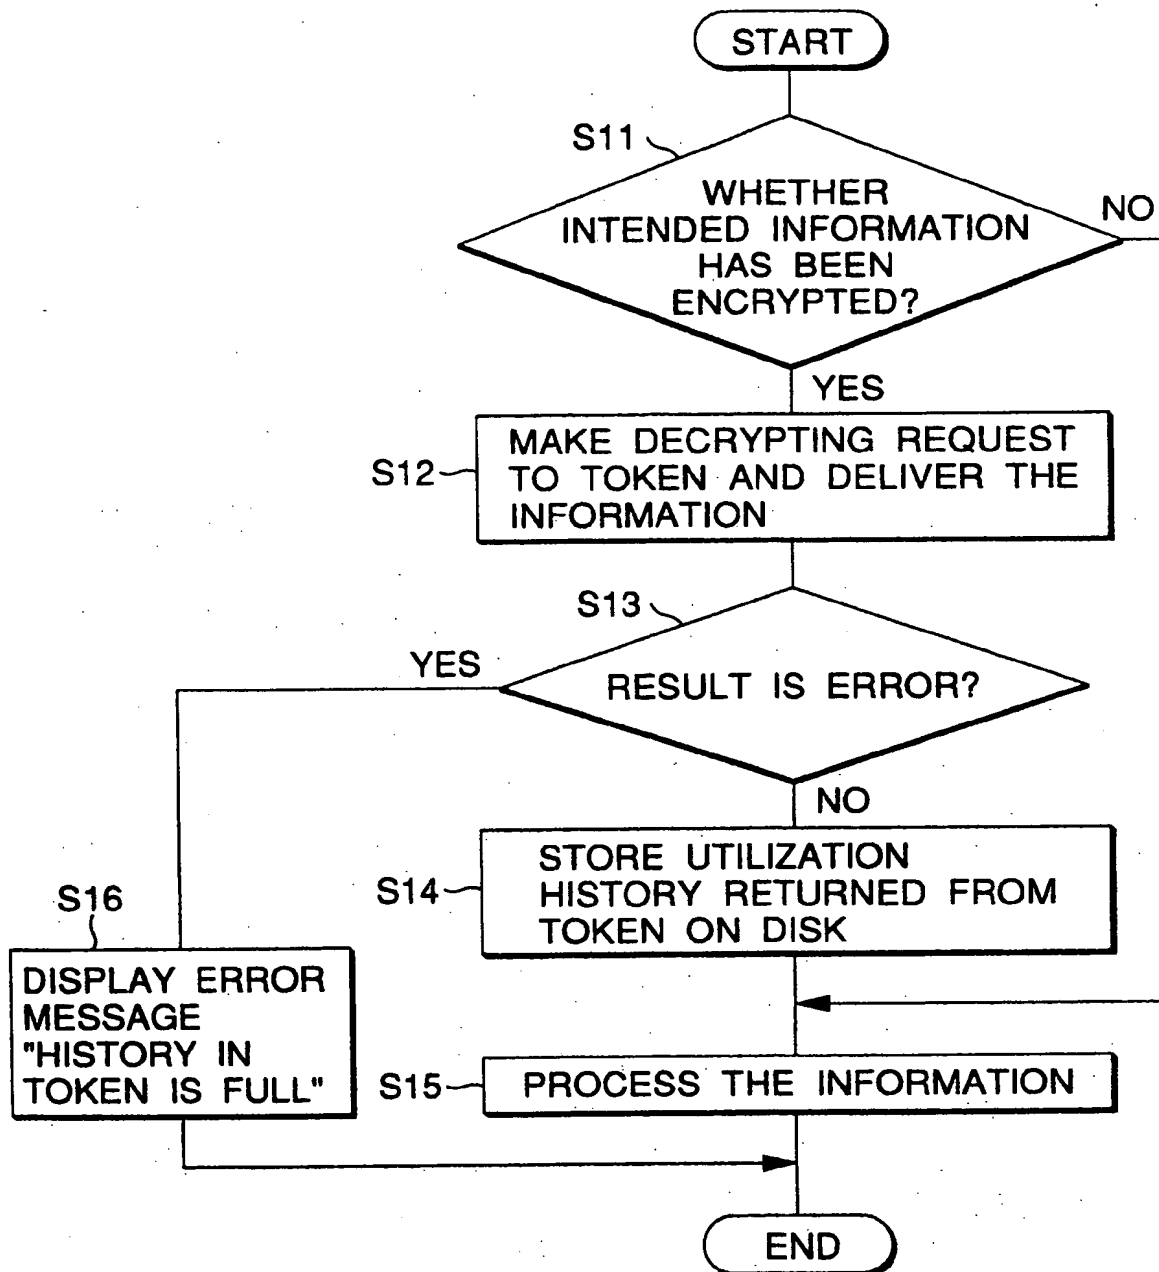 START
S11
WHETHER
INTENDED INFORMATION
HAS BEEN
ENCRYPTED?
NO
YES
S12
MAKE DECRYPTING REQUEST
TO TOKEN AND DELIVER THE
INFORMATION
S13
YES
RESULT IS ERROR?
NO
S14
STORE UTILIZATION
HISTORY RETURNED FROM
TOKEN ON DISK
S16
DISPLAY ERROR
MESSAGE
"HISTORY IN
TOKEN IS FULL"
S15
PROCESS THE INFORMATION
END